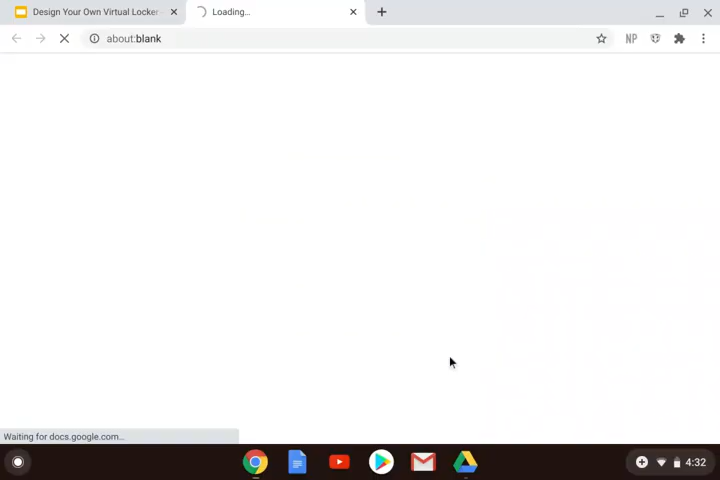 Design Your Own Virtual Locker
Loading...
about:blank
NP
Waiting for docs.google.com...
4:32